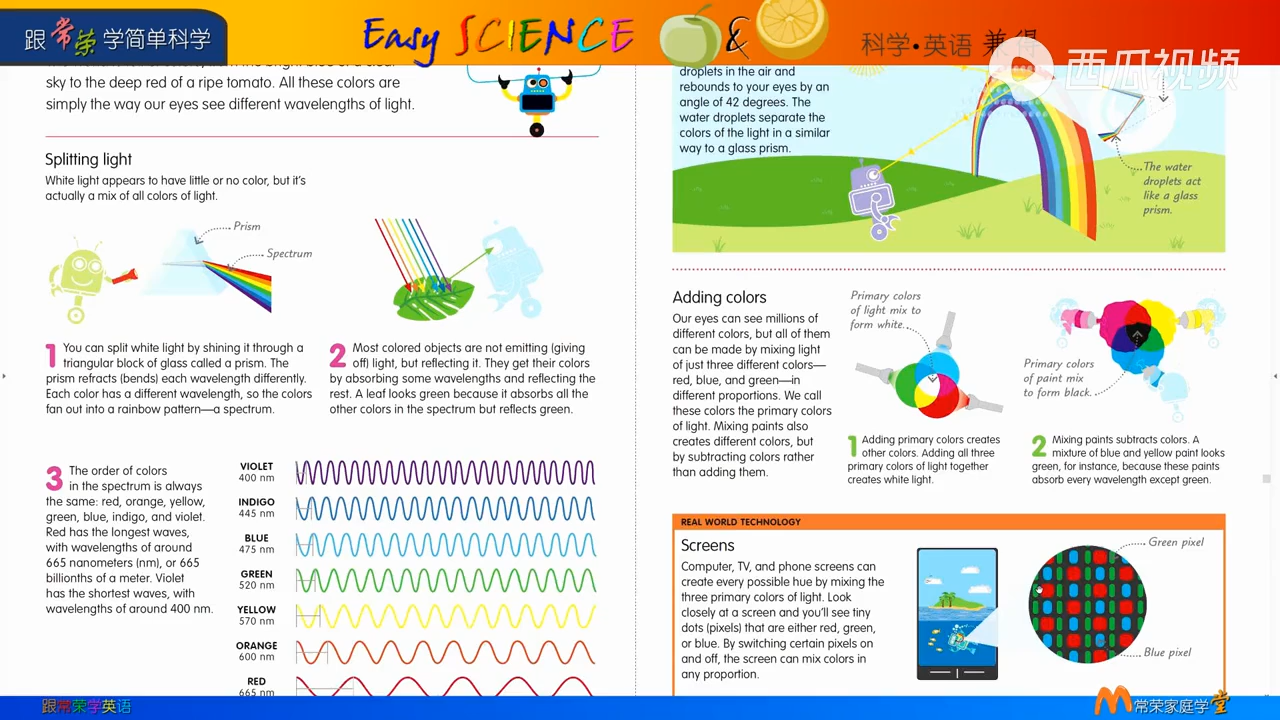 跟常荣学简单科学
Easy SCIENCE &
科学·英语 兼得
西瓜视频
sky to the deep red of a ripe tomato. All these colors are
simply the way our eyes see different wavelengths of light.
Splitting light
White light appears to have little or no color, but it's
actually a mix of all colors of light.
Prism
Spectrum
1 You can split white light by shining it through a
triangular block of glass called a prism. The
prism refracts (bends) each wavelength differently.
Each color has a different wavelength, so the colors
fan out into a rainbow pattern—a spectrum.
2 Most colored objects are not emitting (giving
off) light, but reflecting it. They get their colors
by absorbing some wavelengths and reflecting the
rest. A leaf looks green because it absorbs all the
other colors in the spectrum but reflects green.
3 The order of colors
in the spectrum is always
the same: red, orange, yellow,
green, blue, indigo, and violet.
Red has the longest waves,
with wavelengths of around
665 nanometers (nm), or 665
billionths of a meter. Violet
has the shortest waves, with
wavelengths of around 400 nm.
VIOLET
400 nm
INDIGO
445 nm
BLUE
475 nm
GREEN
520 nm
YELLOW
570 nm
ORANGE
600 nm
RED
665 nm
droplets in the air and
rebounds to your eyes by an
angle of 42 degrees. The
water droplets separate the
colors of the light in a similar
way to a glass prism.
The water
droplets act
like a glass
prism.
Adding colors
Our eyes can see millions of
different colors, but all of them
can be made by mixing light
of just three different colors—
red, blue, and green—in
different proportions. We call
these colors the primary colors
of light. Mixing paints also
creates different colors, but
by subtracting colors rather
than adding them.
Primary colors
of light mix to
form white.
Primary colors
of paint mix
to form black.
1 Adding primary colors creates
other colors. Adding all three
primary colors of light together
creates white light.
2 Mixing paints subtracts colors. A
mixture of blue and yellow paint looks
green, for instance, because these paints
absorb every wavelength except green.
REAL WORLD TECHNOLOGY
Screens
Computer, TV, and phone screens can
create every possible hue by mixing the
three primary colors of light. Look
closely at a screen and you'll see tiny
dots (pixels) that are either red, green,
or blue. By switching certain pixels on
and off, the screen can mix colors in
any proportion.
Green pixel
Blue pixel
跟常荣学英语
常荣家庭学堂